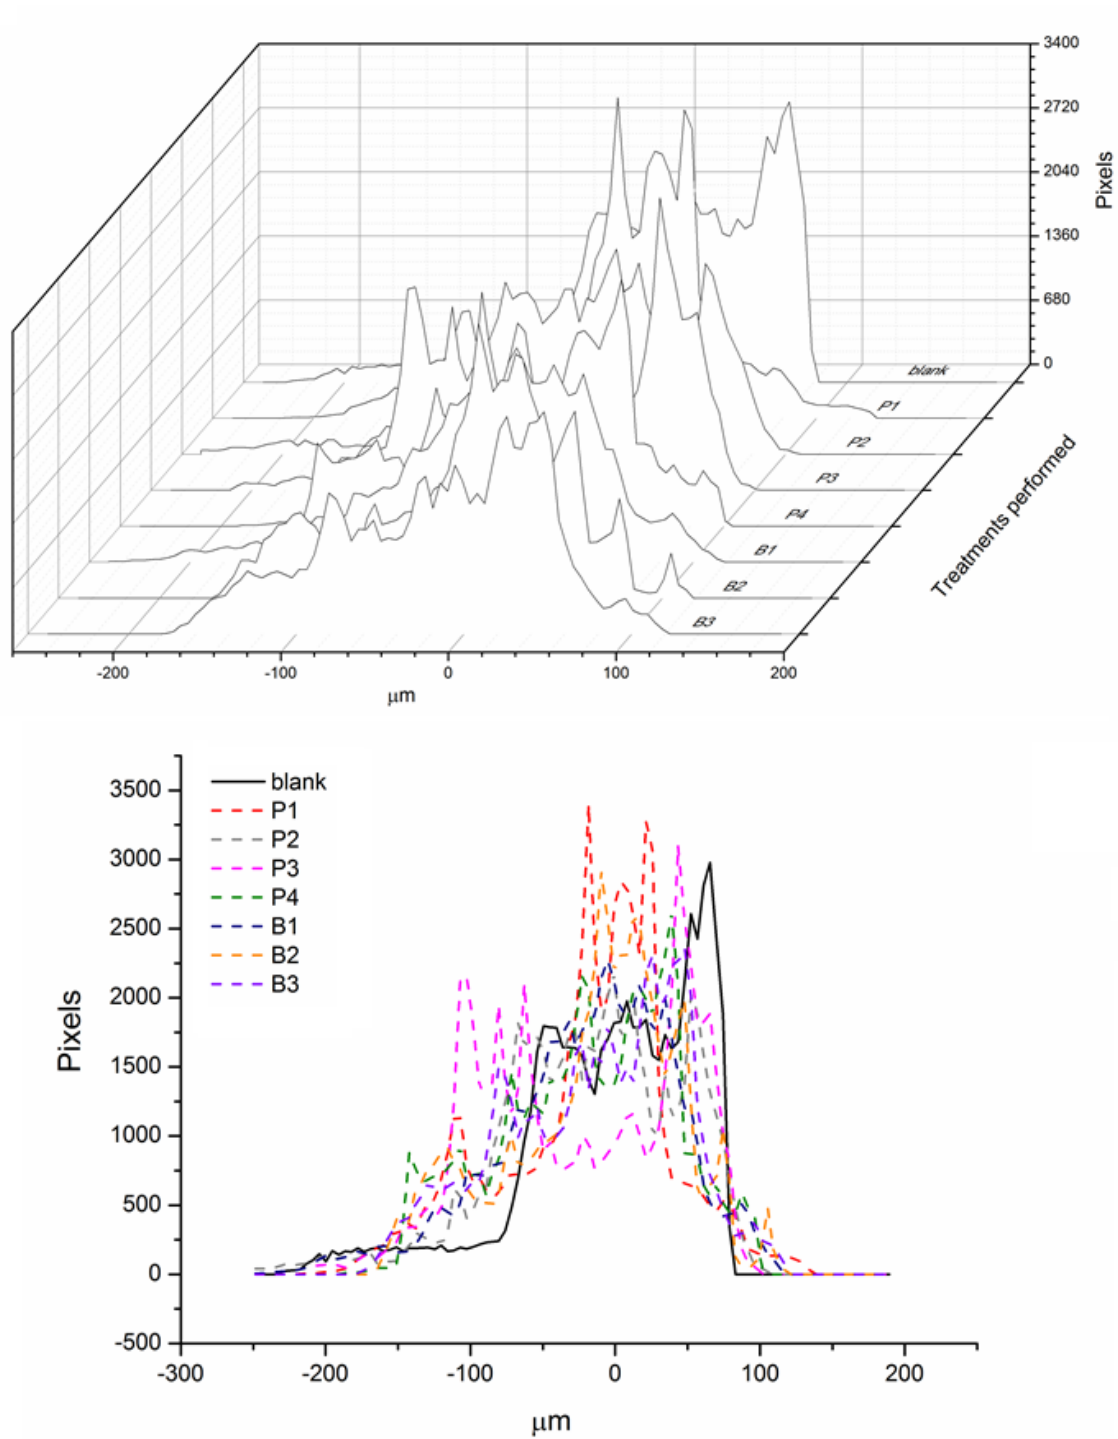 3400
2720
2040
1360
680
0
Pixels
blank
P1
P2
P3
P4
B1
B2
B3
Treatments performed
-200 -100 0 100 200
μm
blank
P1
P2
P3
P4
B1
B2
B3
3500
3000
2500
2000
1500
1000
500
0
-500
Pixels
-300 -200 -100 0 100 200
μm